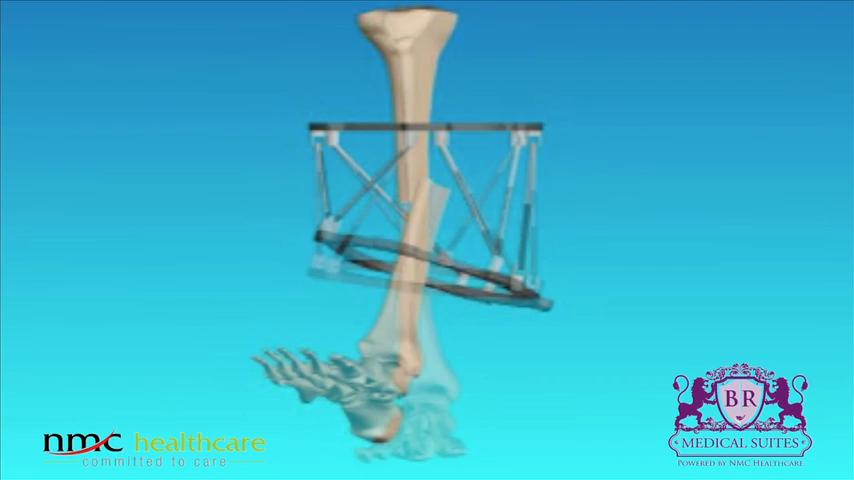 nmc healthcare
committed to care
BR
MEDICAL SUITES
POWERED BY NMC HEALTHCARE